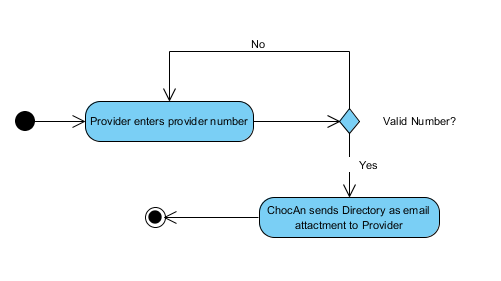 No
Provider enters provider number
Valid Number?
Yes
ChocAn sends Directory as email
attactment to Provider